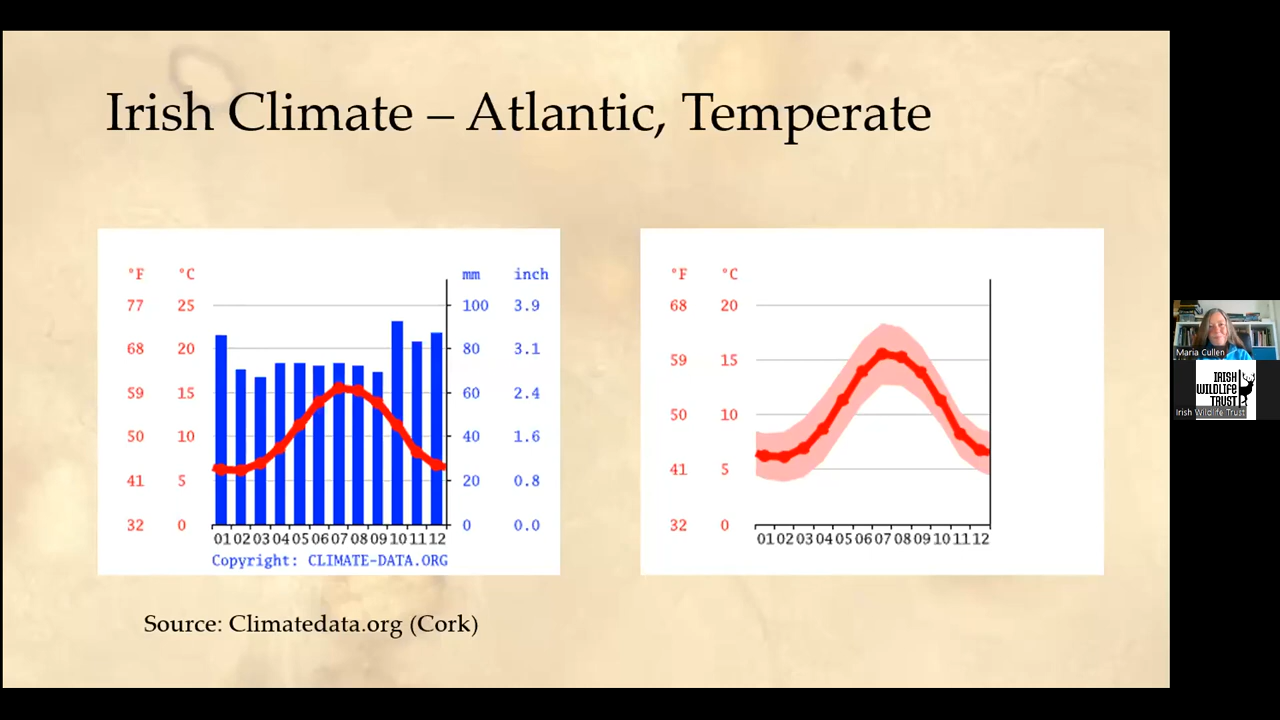 Irish Climate – Atlantic, Temperate
°F °C mm inch
77 25 100 3.9
68 20 80 3.1
59 15 60 2.4
50 10 40 1.6
41 5 20 0.8
32 0 0 0.0
01 02 03 04 05 06 07 08 09 10 11 12
Copyright: CLIMATE-DATA.ORG
°F °C
68 20
59 15
50 10
41 5
32 0
01 02 03 04 05 06 07 08 09 10 11 12
Source: Climatedata.org (Cork)
Maria Cullen
IRISH
WILDLIFE
TRUST
Irish Wildlife Trust